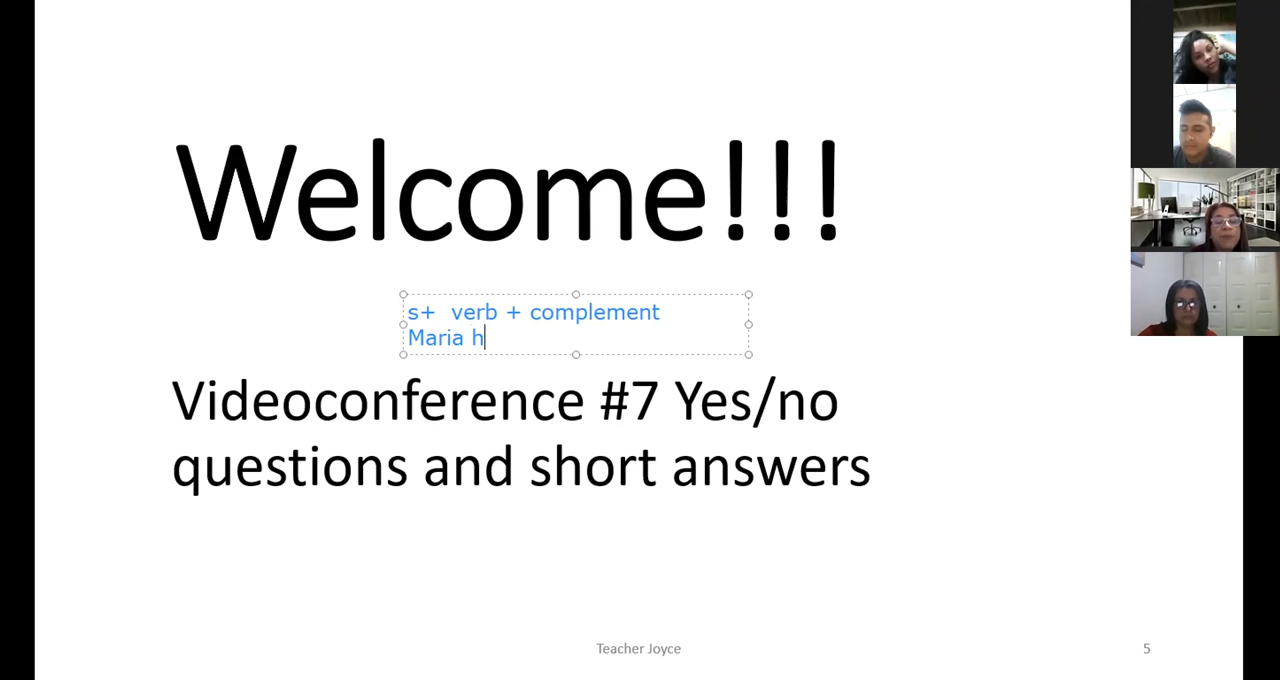 Welcome!!!
s+  verb + complement
Maria h
Videoconference #7 Yes/no
questions and short answers
Teacher Joyce
5